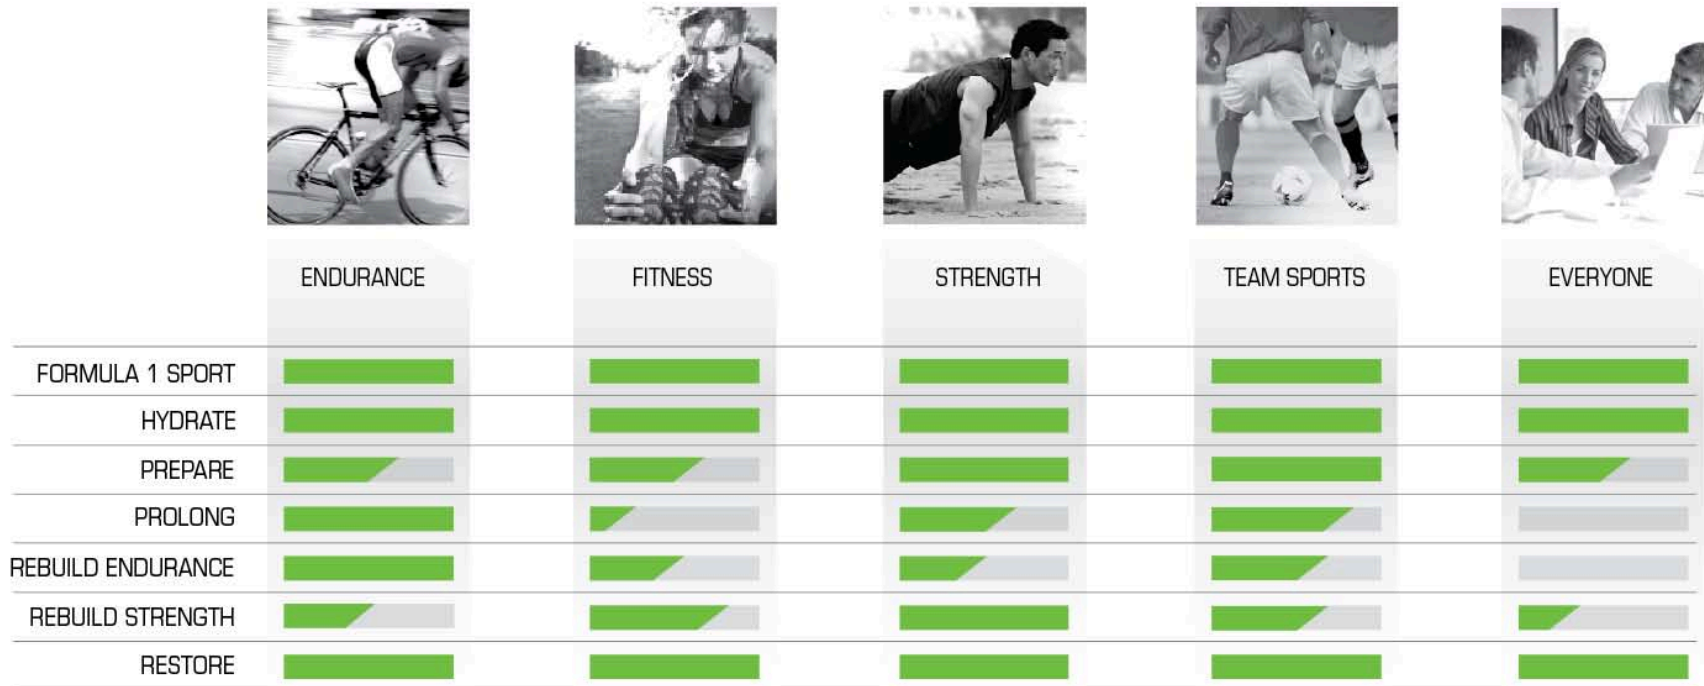 ENDURANCE FITNESS STRENGTH TEAM SPORTS EVERYONE
FORMULA 1 SPORT
HYDRATE
PREPARE
PROLONG
REBUILD ENDURANCE
REBUILD STRENGTH
RESTORE